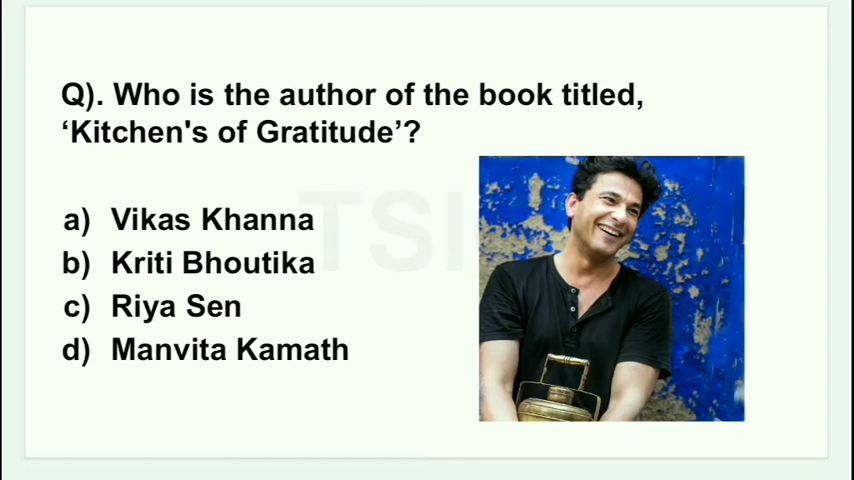 Q). Who is the author of the book titled,
‘Kitchen's of Gratitude’?
a) Vikas Khanna
b) Kriti Bhoutika
c) Riya Sen
d) Manvita Kamath